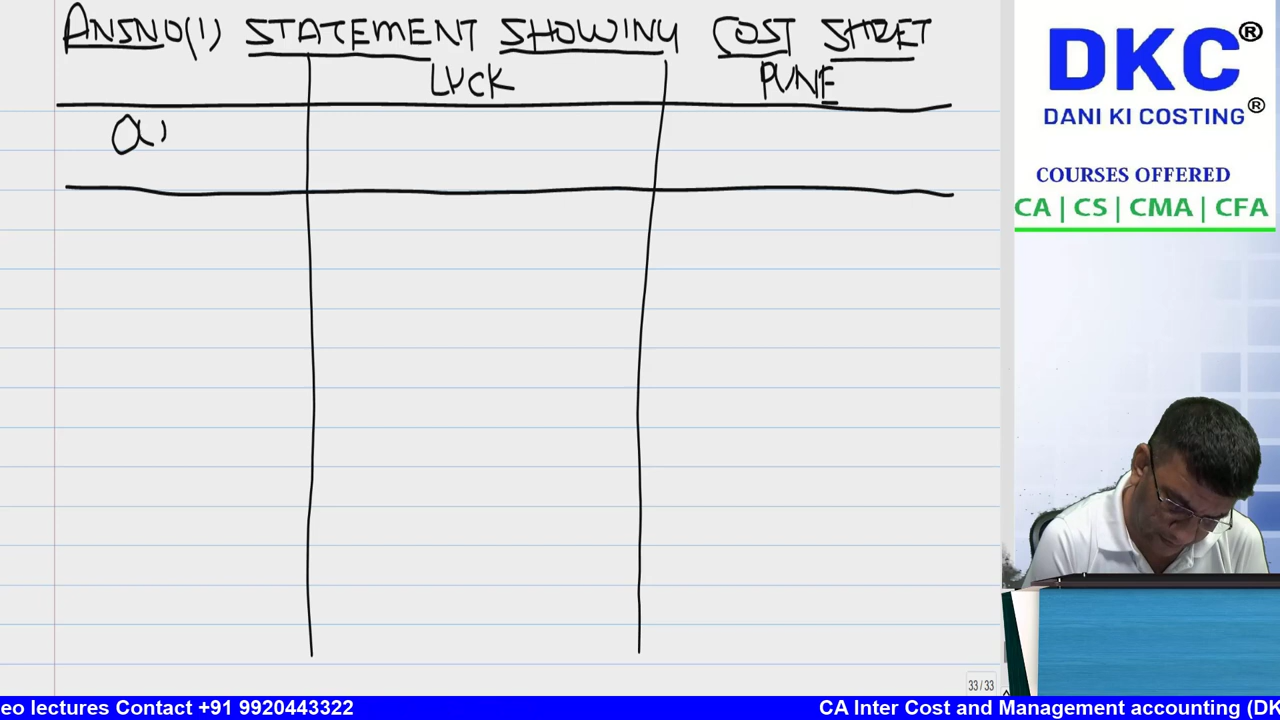 ANSNO(1) STATEMENT SHOWING COST SHEET
LUCK PUNE
a)
DKC®
DANI KI COSTING®
COURSES OFFERED
CA | CS | CMA | CFA
33/33
eo lectures Contact +91 9920443322 CA Inter Cost and Management accounting (DK